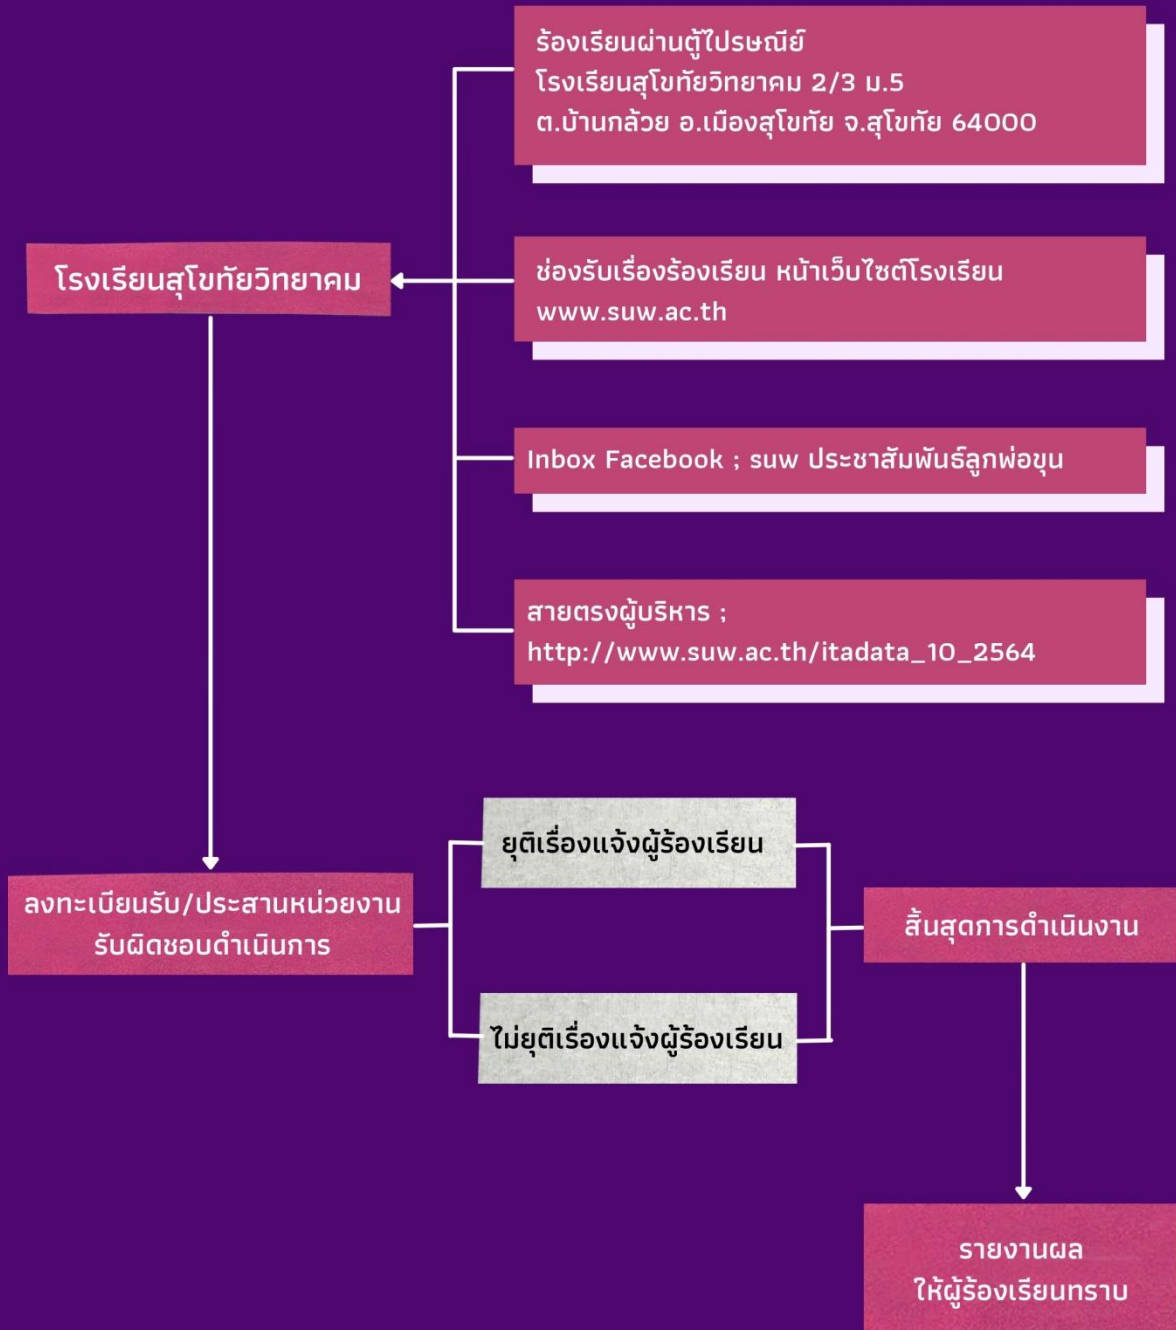 ร้องเรียนผ่านตู้ไปรษณีย์
โรงเรียนสุโขทัยวิทยาคม 2/3 ม.5
ต.บ้านกล้วย อ.เมืองสุโขทัย จ.สุโขทัย 64000
โรงเรียนสุโขทัยวิทยาคม
ช่องรับเรื่องร้องเรียน หน้าเว็บไซต์โรงเรียน
www.suw.ac.th
Inbox Facebook ; suw ประชาสัมพันธ์ลูกพ่อขุน
สายตรงผู้บริหาร ;
http://www.suw.ac.th/itadata_10_2564
ลงทะเบียนรับ/ประสานหน่วยงาน
รับผิดชอบดำเนินการ
ยุติเรื่องแจ้งผู้ร้องเรียน
ไม่ยุติเรื่องแจ้งผู้ร้องเรียน
สิ้นสุดการดำเนินงาน
รายงานผล
ให้ผู้ร้องเรียนทราบ